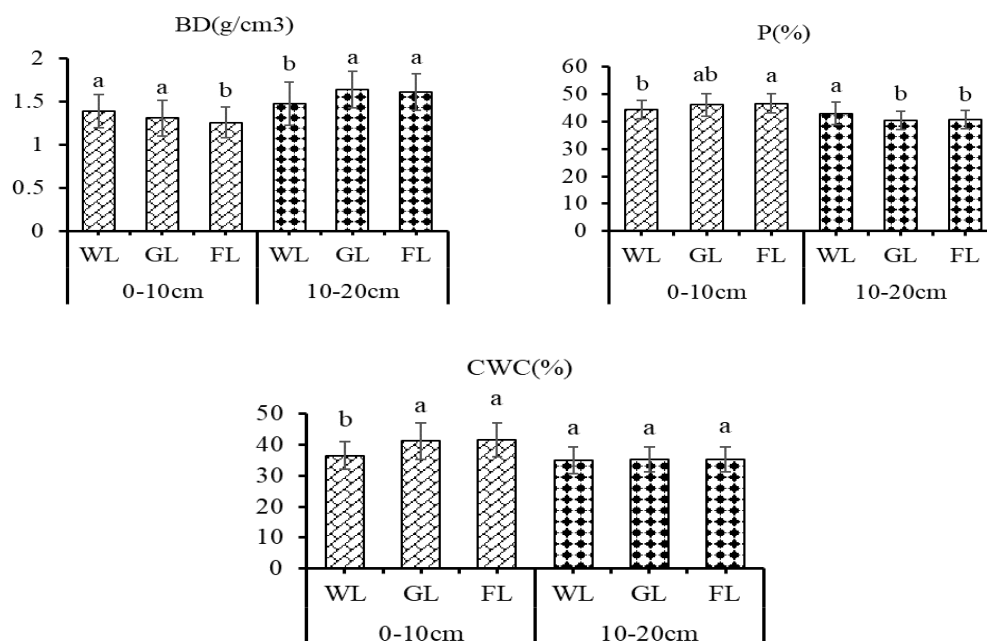 BD(g/cm3)
2
1.5
1
0.5
0
a a b b a a
WL GL FL WL GL FL
0-10cm 10-20cm
P(%)
60
50
40
30
20
10
0
b ab a a b b
WL GL FL WL GL FL
0-10cm 10-20cm
CWC(%)
50
40
30
20
10
0
b a a a a a
WL GL FL WL GL FL
0-10cm 10-20cm